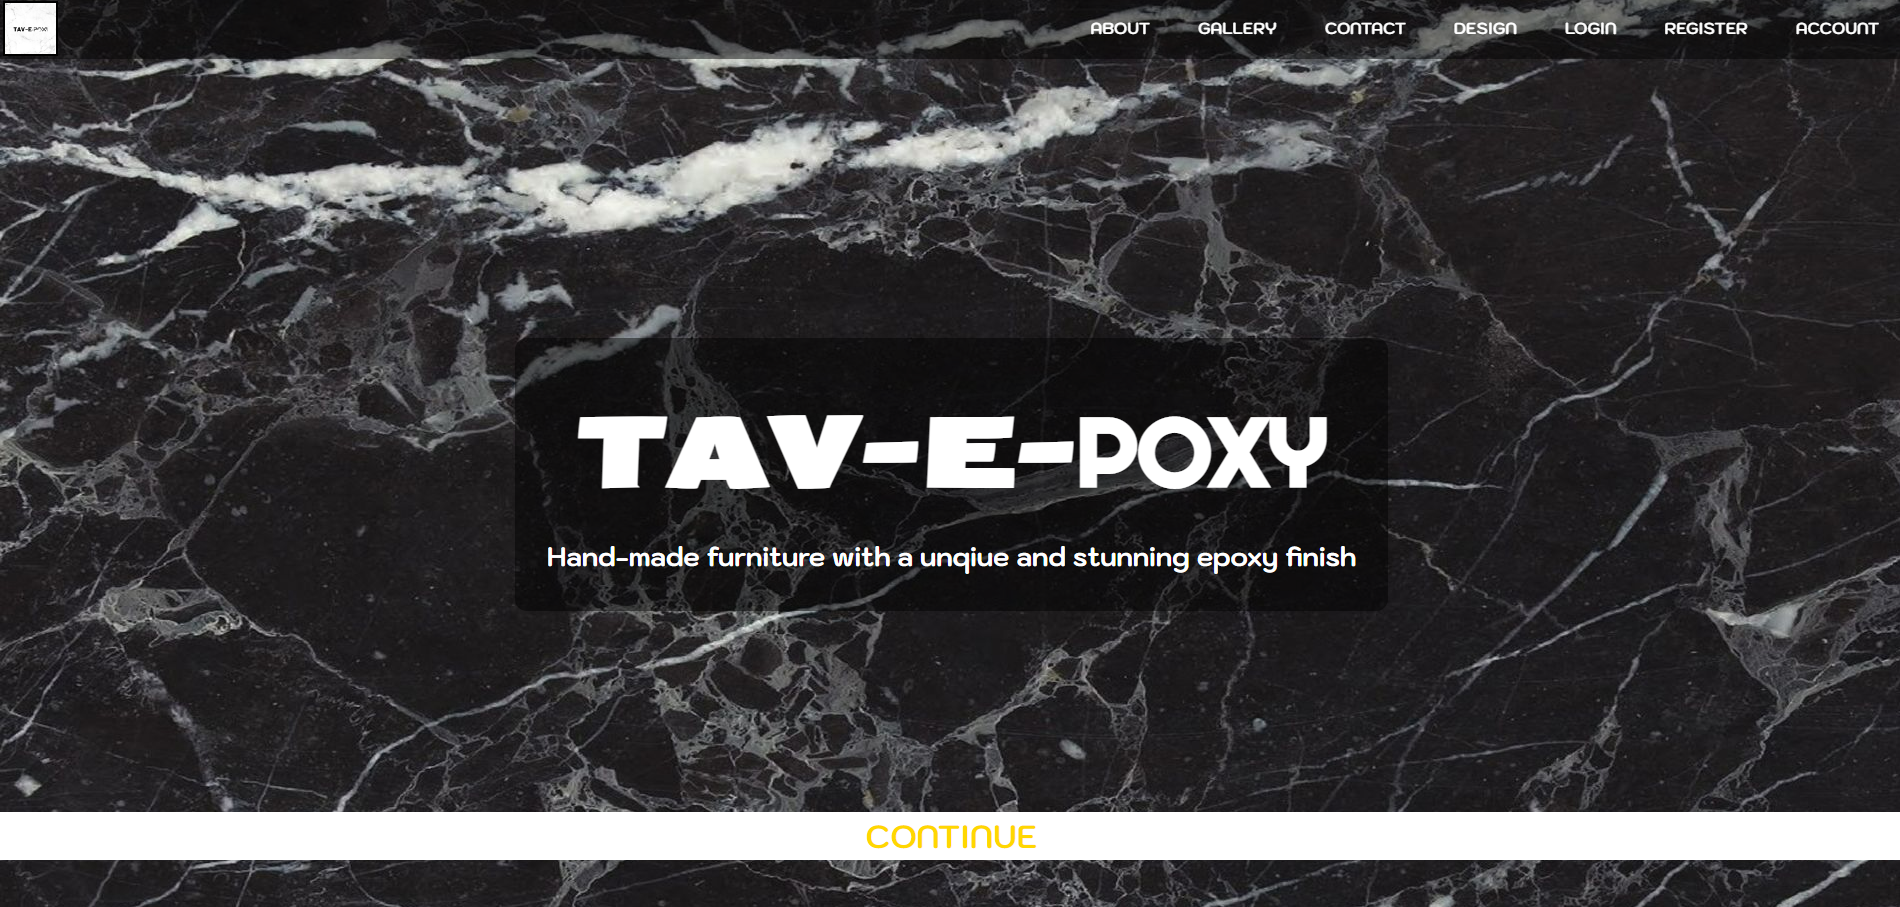 TAV-E-POXY
ABOUT GALLERY CONTACT DESIGN LOGIN REGISTER ACCOUNT
TAV-E-POXY
Hand-made furniture with a unqiue and stunning epoxy finish
CONTINUE